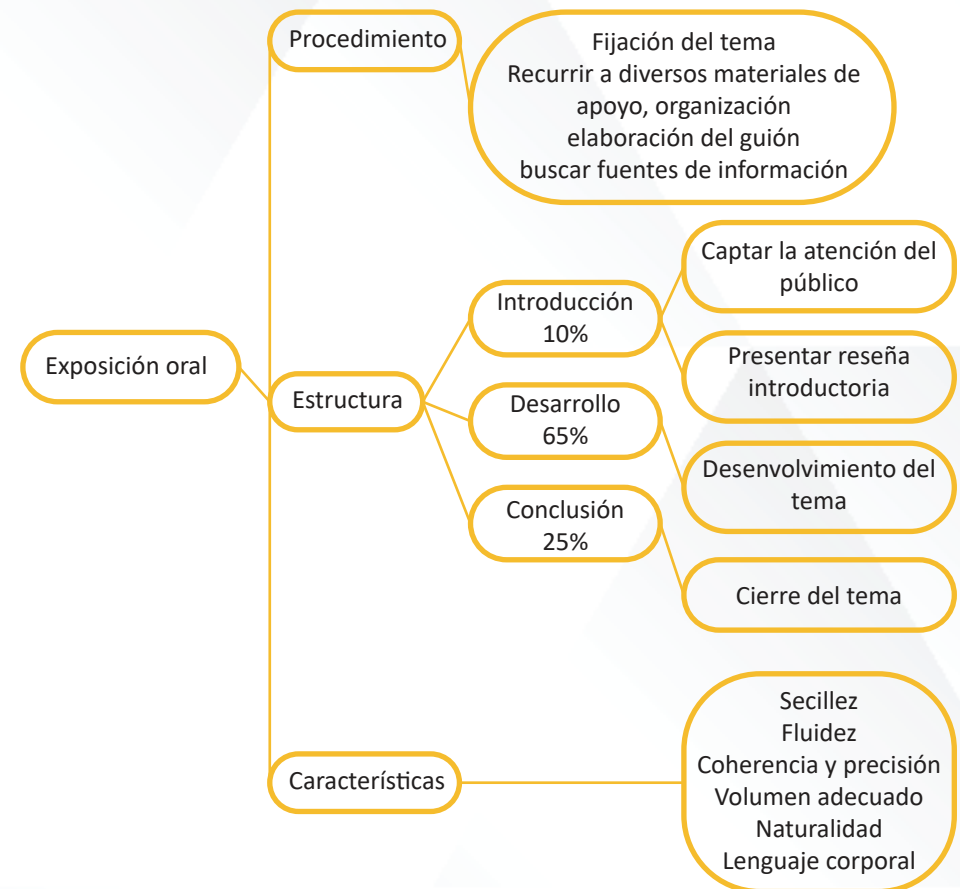 Procedimiento
Fijación del tema
Recurrir a diversos materiales de
apoyo, organización
elaboración del guión
buscar fuentes de información
Exposición oral
Estructura
Introducción
10%
Captar la atención del
público
Presentar reseña
introductoria
Desarrollo
65%
Desenvolvimiento del
tema
Conclusión
25%
Cierre del tema
Características
Secillez
Fluidez
Coherencia y precisión
Volumen adecuado
Naturalidad
Lenguaje corporal